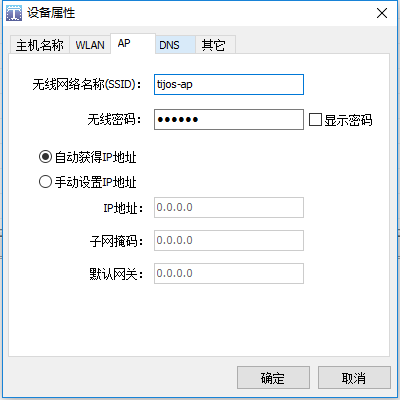 设备属性
主机名称 WLAN AP DNS 其它
无线网络名称(SSID): tijos-ap
无线密码: ●●●●●● 显示密码
自动获得IP地址
手动设置IP地址
IP地址: 0.0.0.0
子网掩码: 0.0.0.0
默认网关: 0.0.0.0
确定 取消